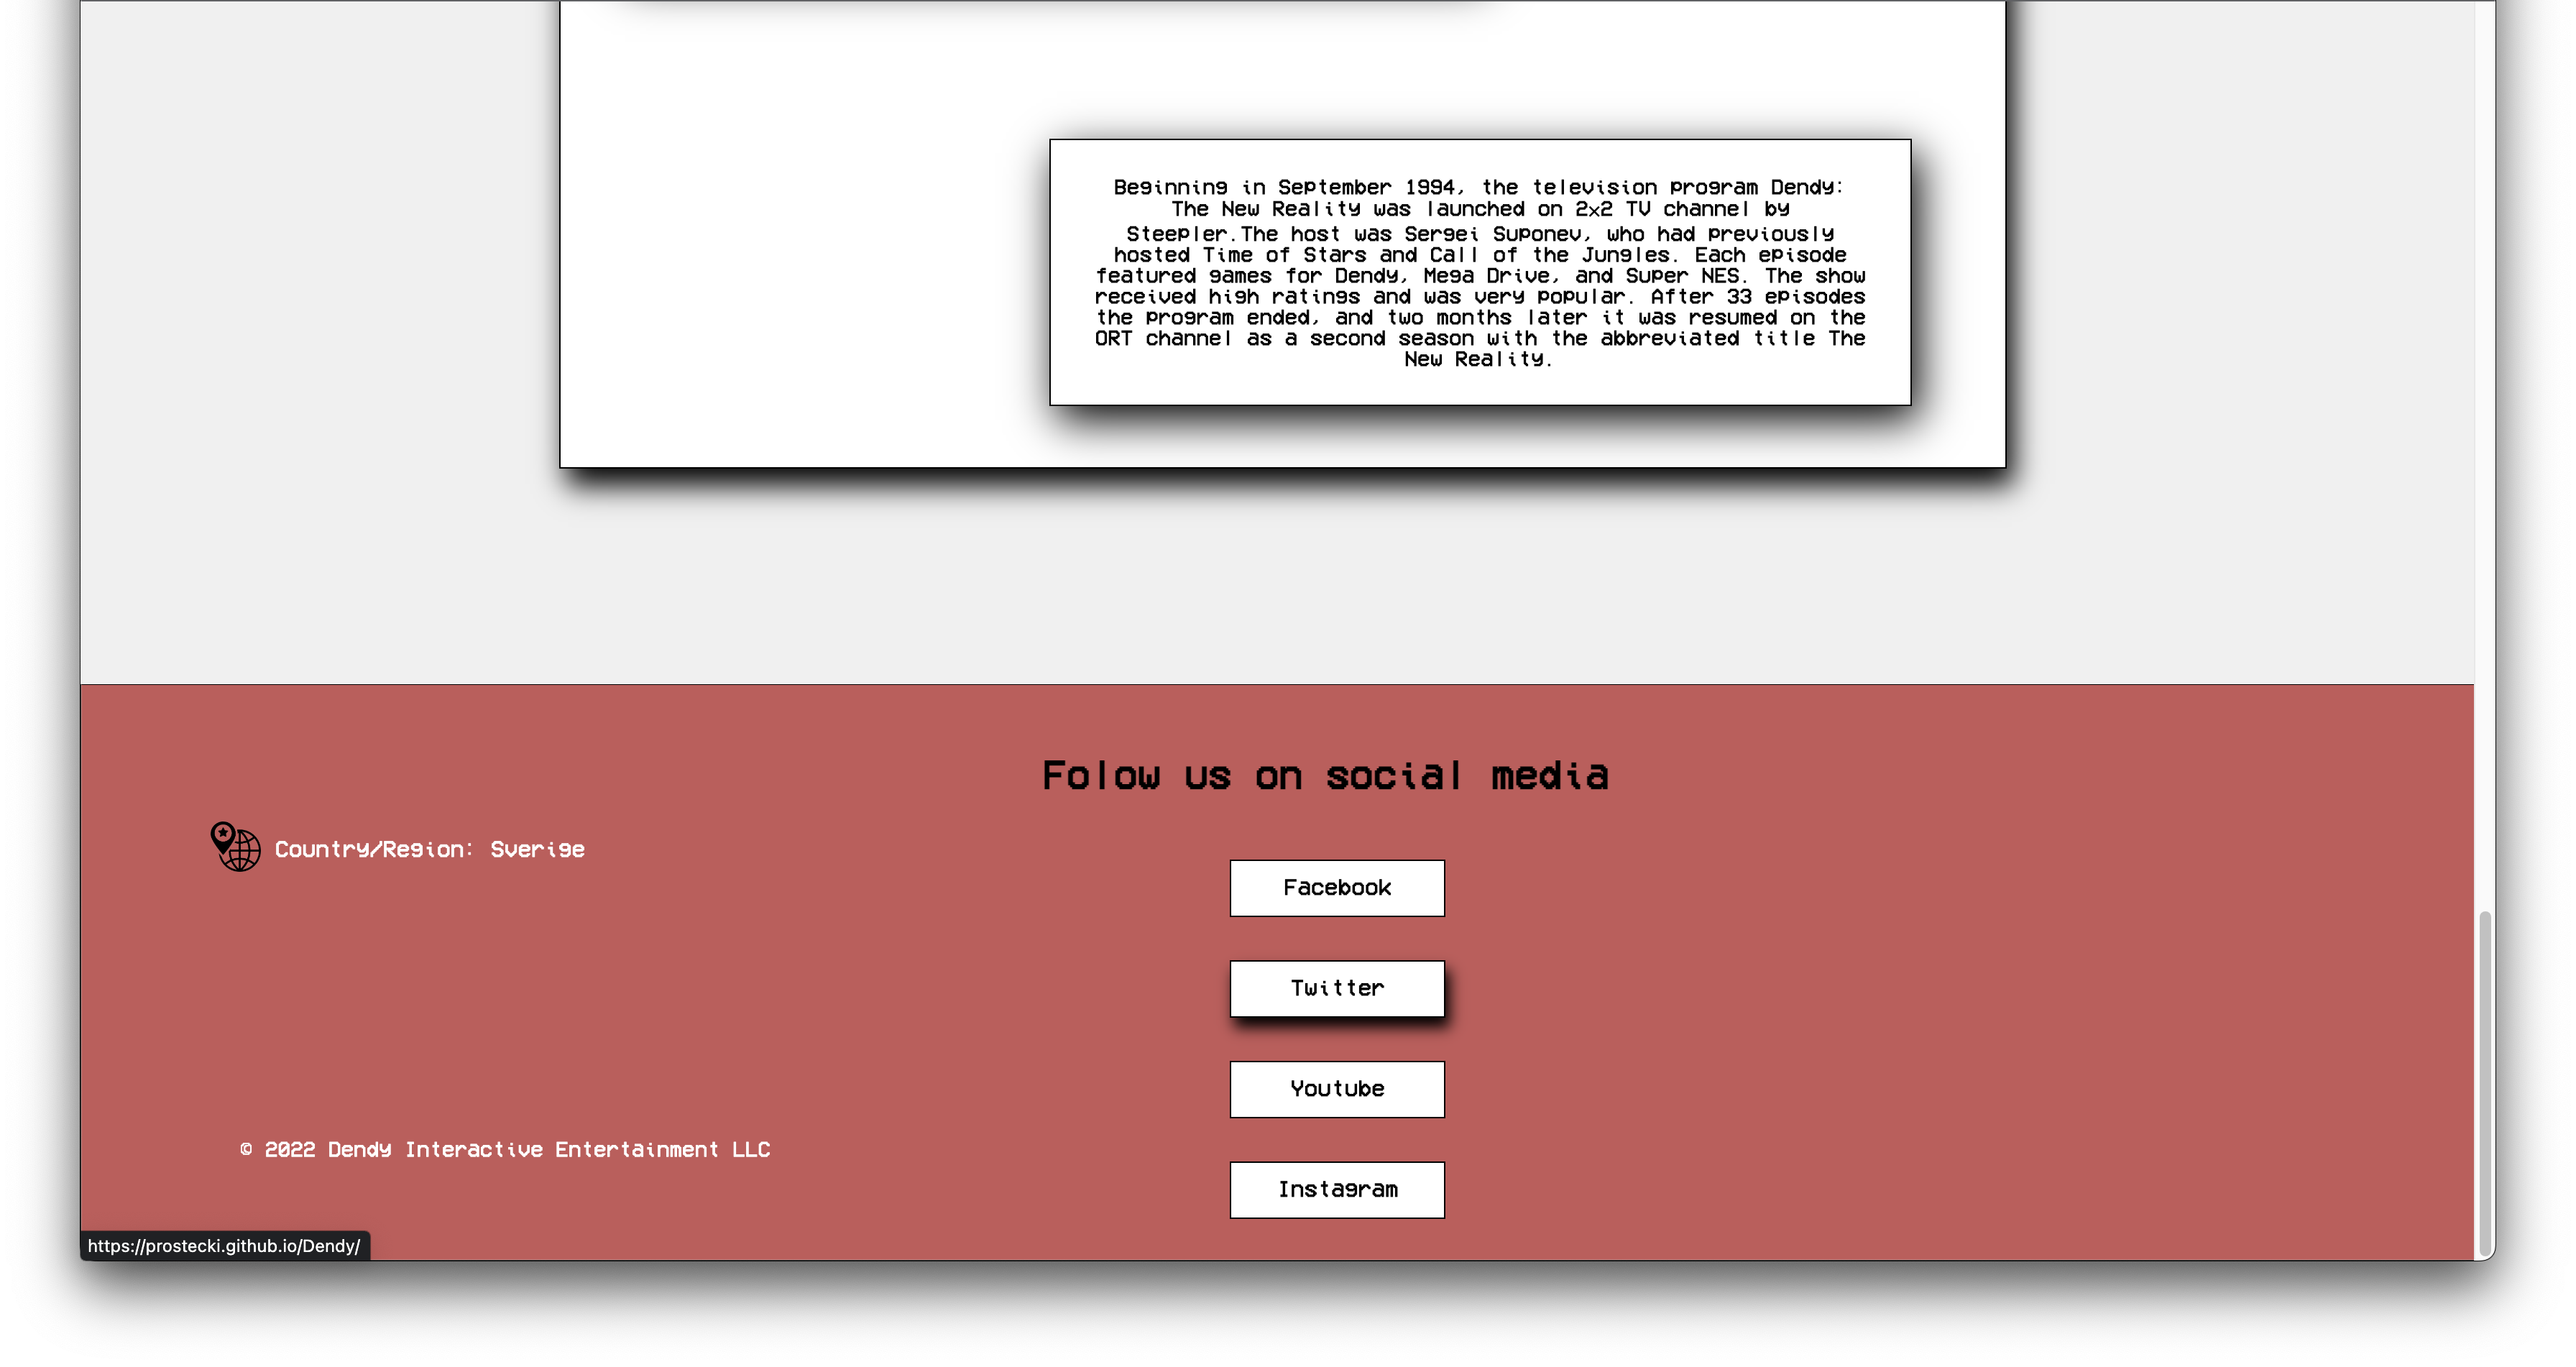 Beginning in September 1994, the television program Dendy:
The New Reality was launched on 2x2 TV channel by
Steepler.The host was Sergei Suponev, who had previously
hosted Time of Stars and Call of the Jungles. Each episode
featured games for Dendy, Mega Drive, and Super NES. The show
received high ratings and was very popular. After 33 episodes
the program ended, and two months later it was resumed on the
ORT channel as a second season with the abbreviated title The
New Reality.
Folow us on social media
Country/Region: Sverige
Facebook
Twitter
Youtube
© 2022 Dendy Interactive Entertainment LLC
Instagram
https://prostecki.github.io/Dendy/